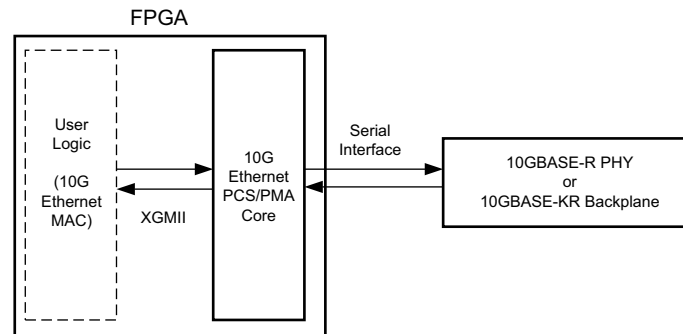 FPGA
User
Logic
(10G
Ethernet
MAC)
XGMII
10G
Ethernet
PCS/PMA
Core
Serial
Interface
10GBASE-R PHY
or
10GBASE-KR Backplane